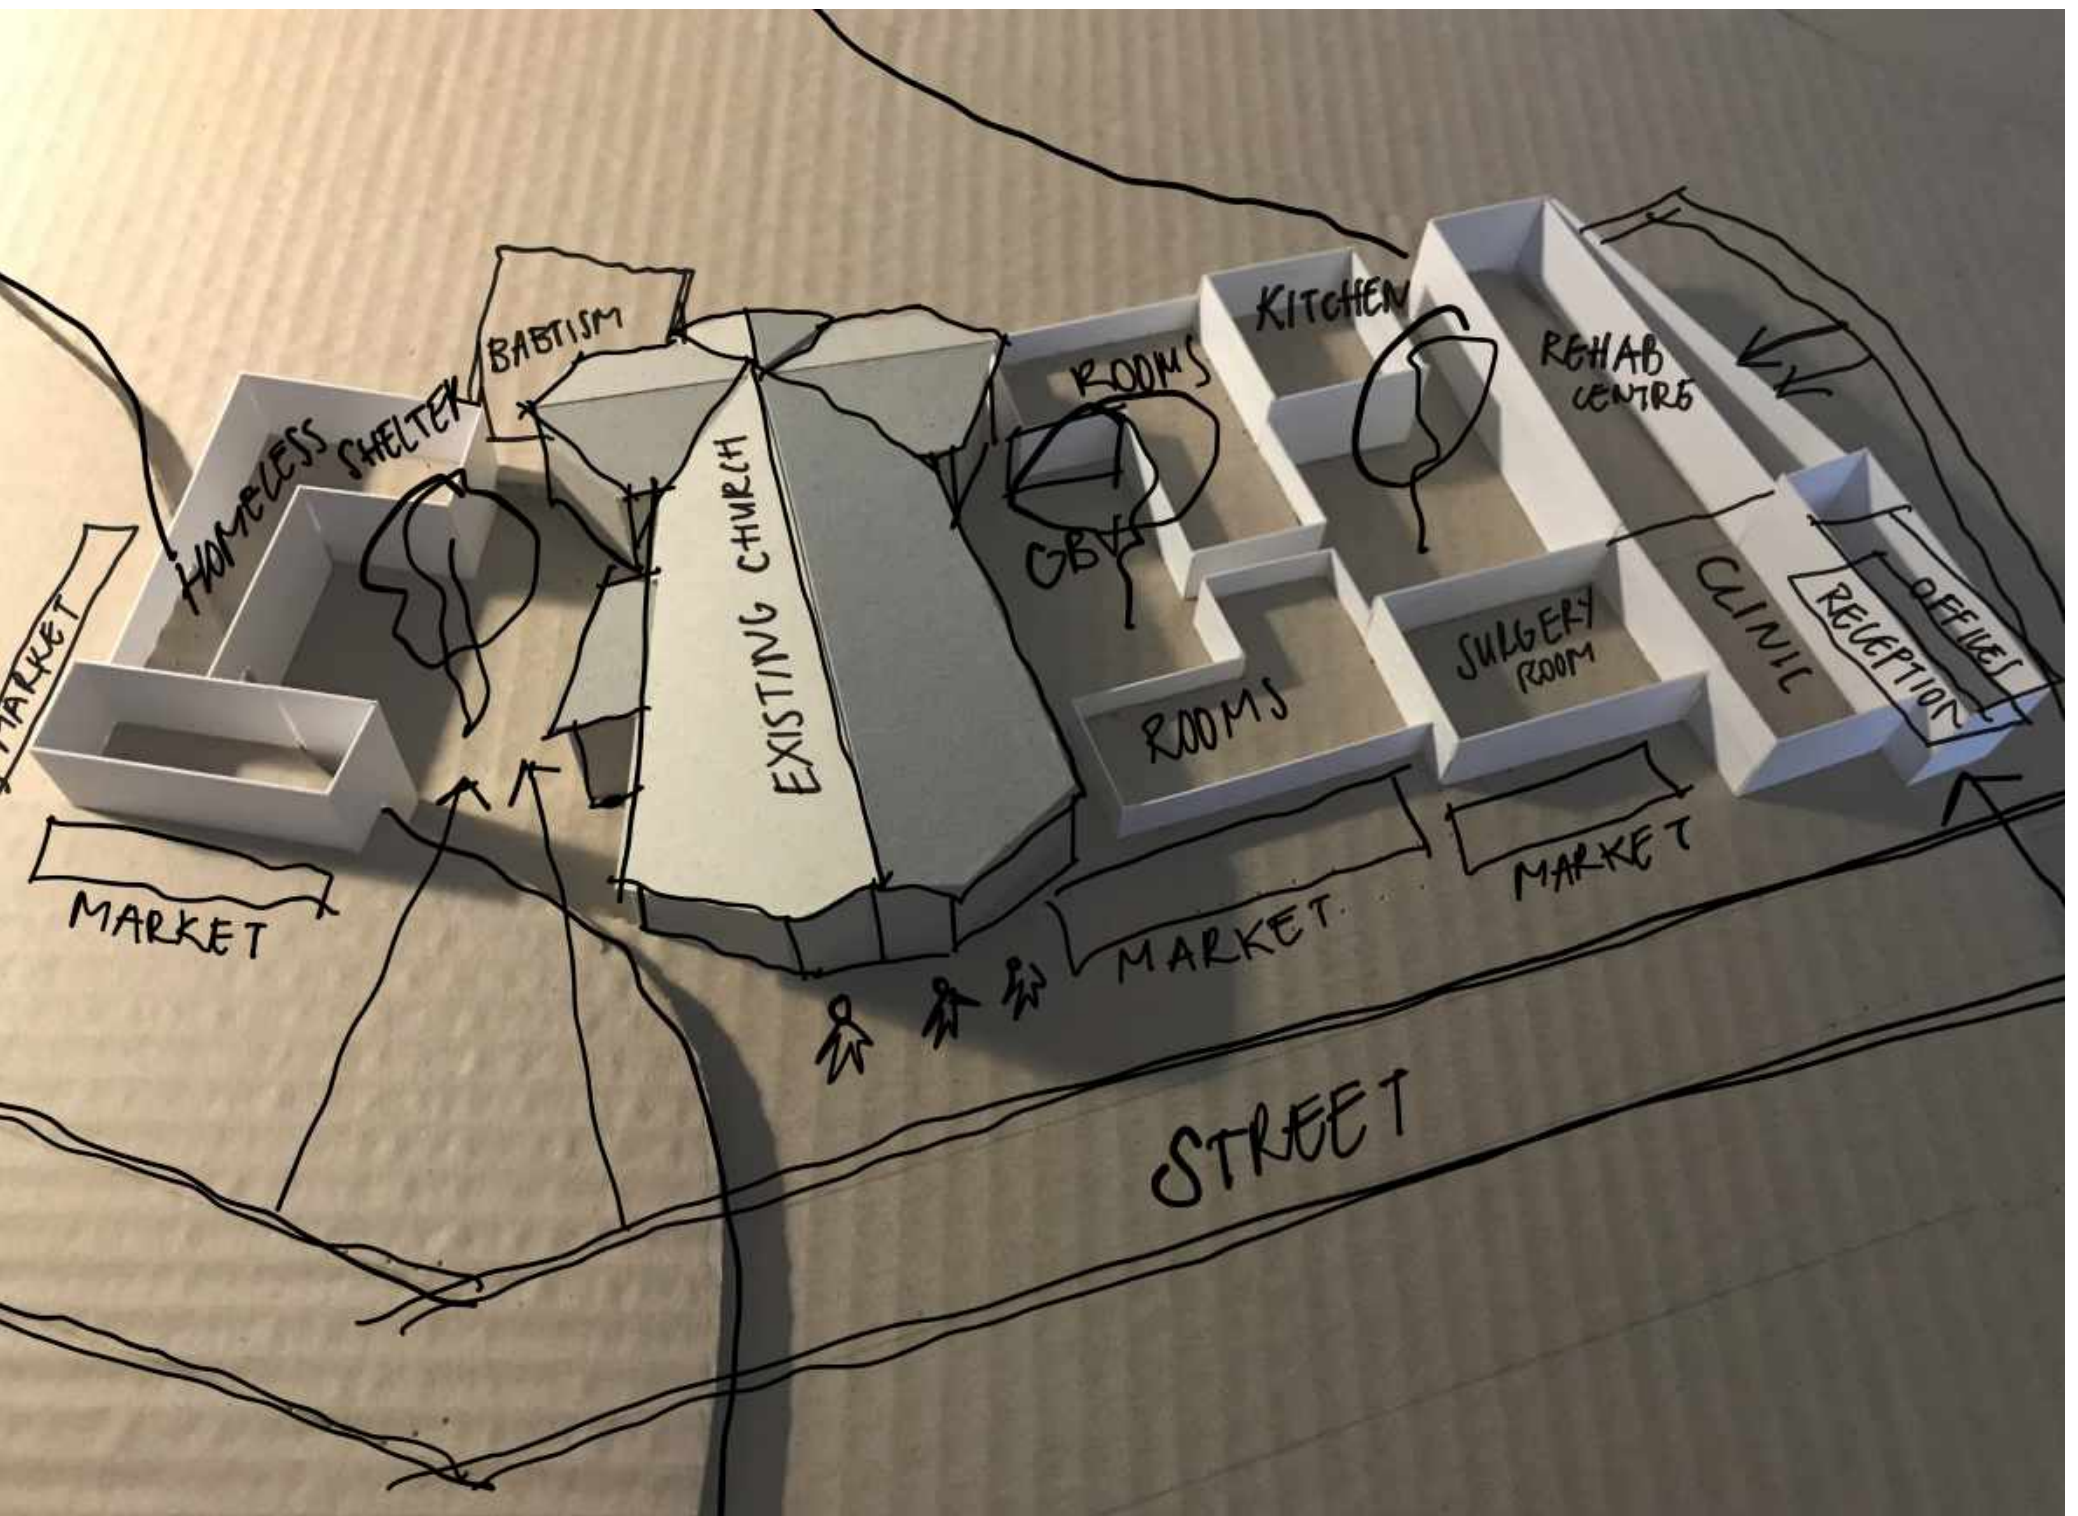 BABTISM
KITCHEN
ROOMS
REHAB
CENTRE
HOMELESS SHELTER
EXISTING CHURCH
GBV
CLINIC
OFFICES
RECEPTION
SURGERY
ROOM
ROOMS
MARKET
MARKET
MARKET
MARKET
STREET